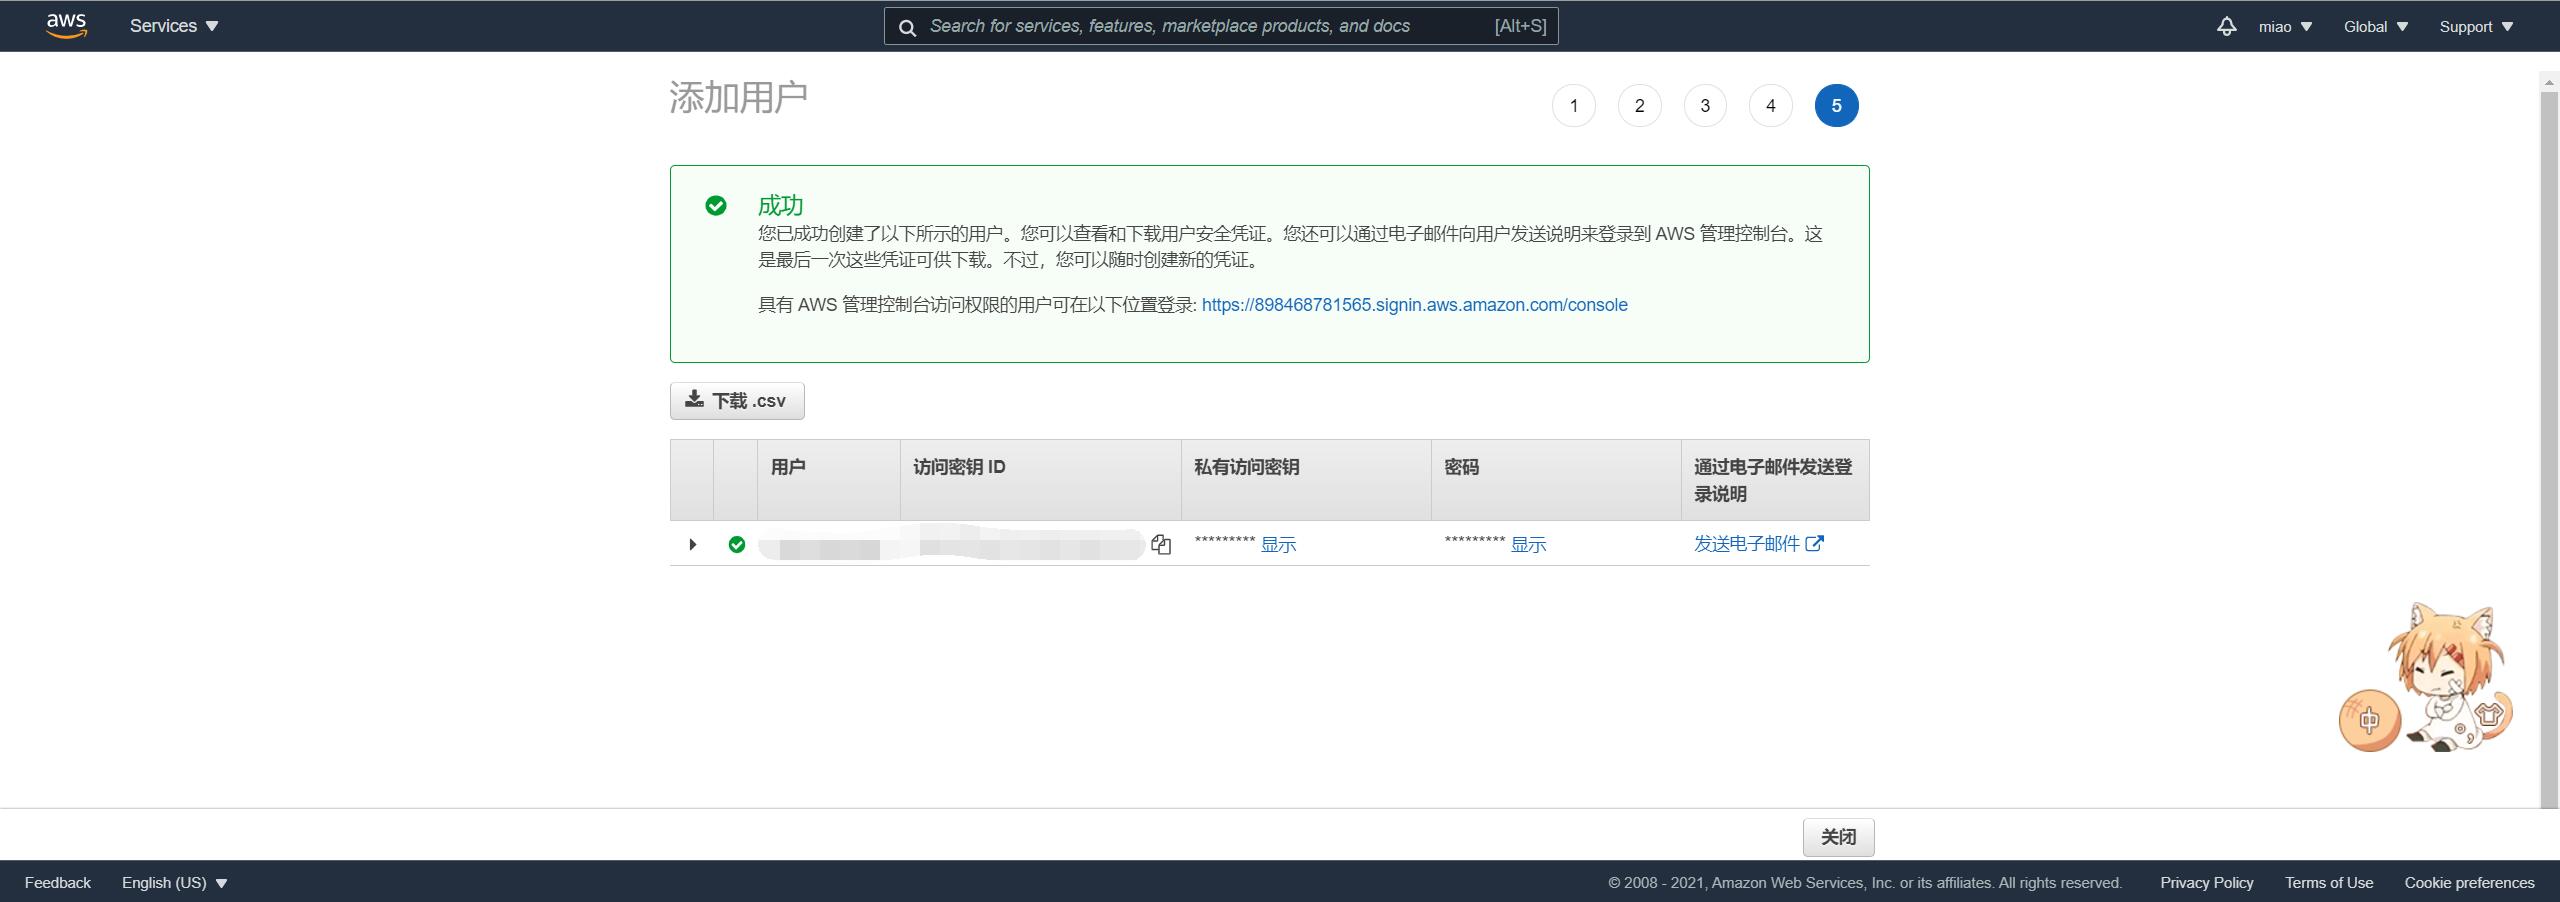 aws
Services
Search for services, features, marketplace products, and docs
[Alt+S]
miao
Global
Support
添加用户
1 2 3 4 5
成功
您已成功创建了以下所示的用户。您可以查看和下载用户安全凭证。您还可以通过电子邮件向用户发送说明来登录到 AWS 管理控制台。这
是最后一次这些凭证可供下载。不过，您可以随时创建新的凭证。
具有 AWS 管理控制台访问权限的用户可在以下位置登录: https://898468781565.signin.aws.amazon.com/console
下载 .csv
用户
访问密钥 ID
私有访问密钥
密码
通过电子邮件发送登
录说明
********* 显示
********* 显示
发送电子邮件
中
关闭
Feedback
English (US)
© 2008 - 2021, Amazon Web Services, Inc. or its affiliates. All rights reserved.
Privacy Policy
Terms of Use
Cookie preferences